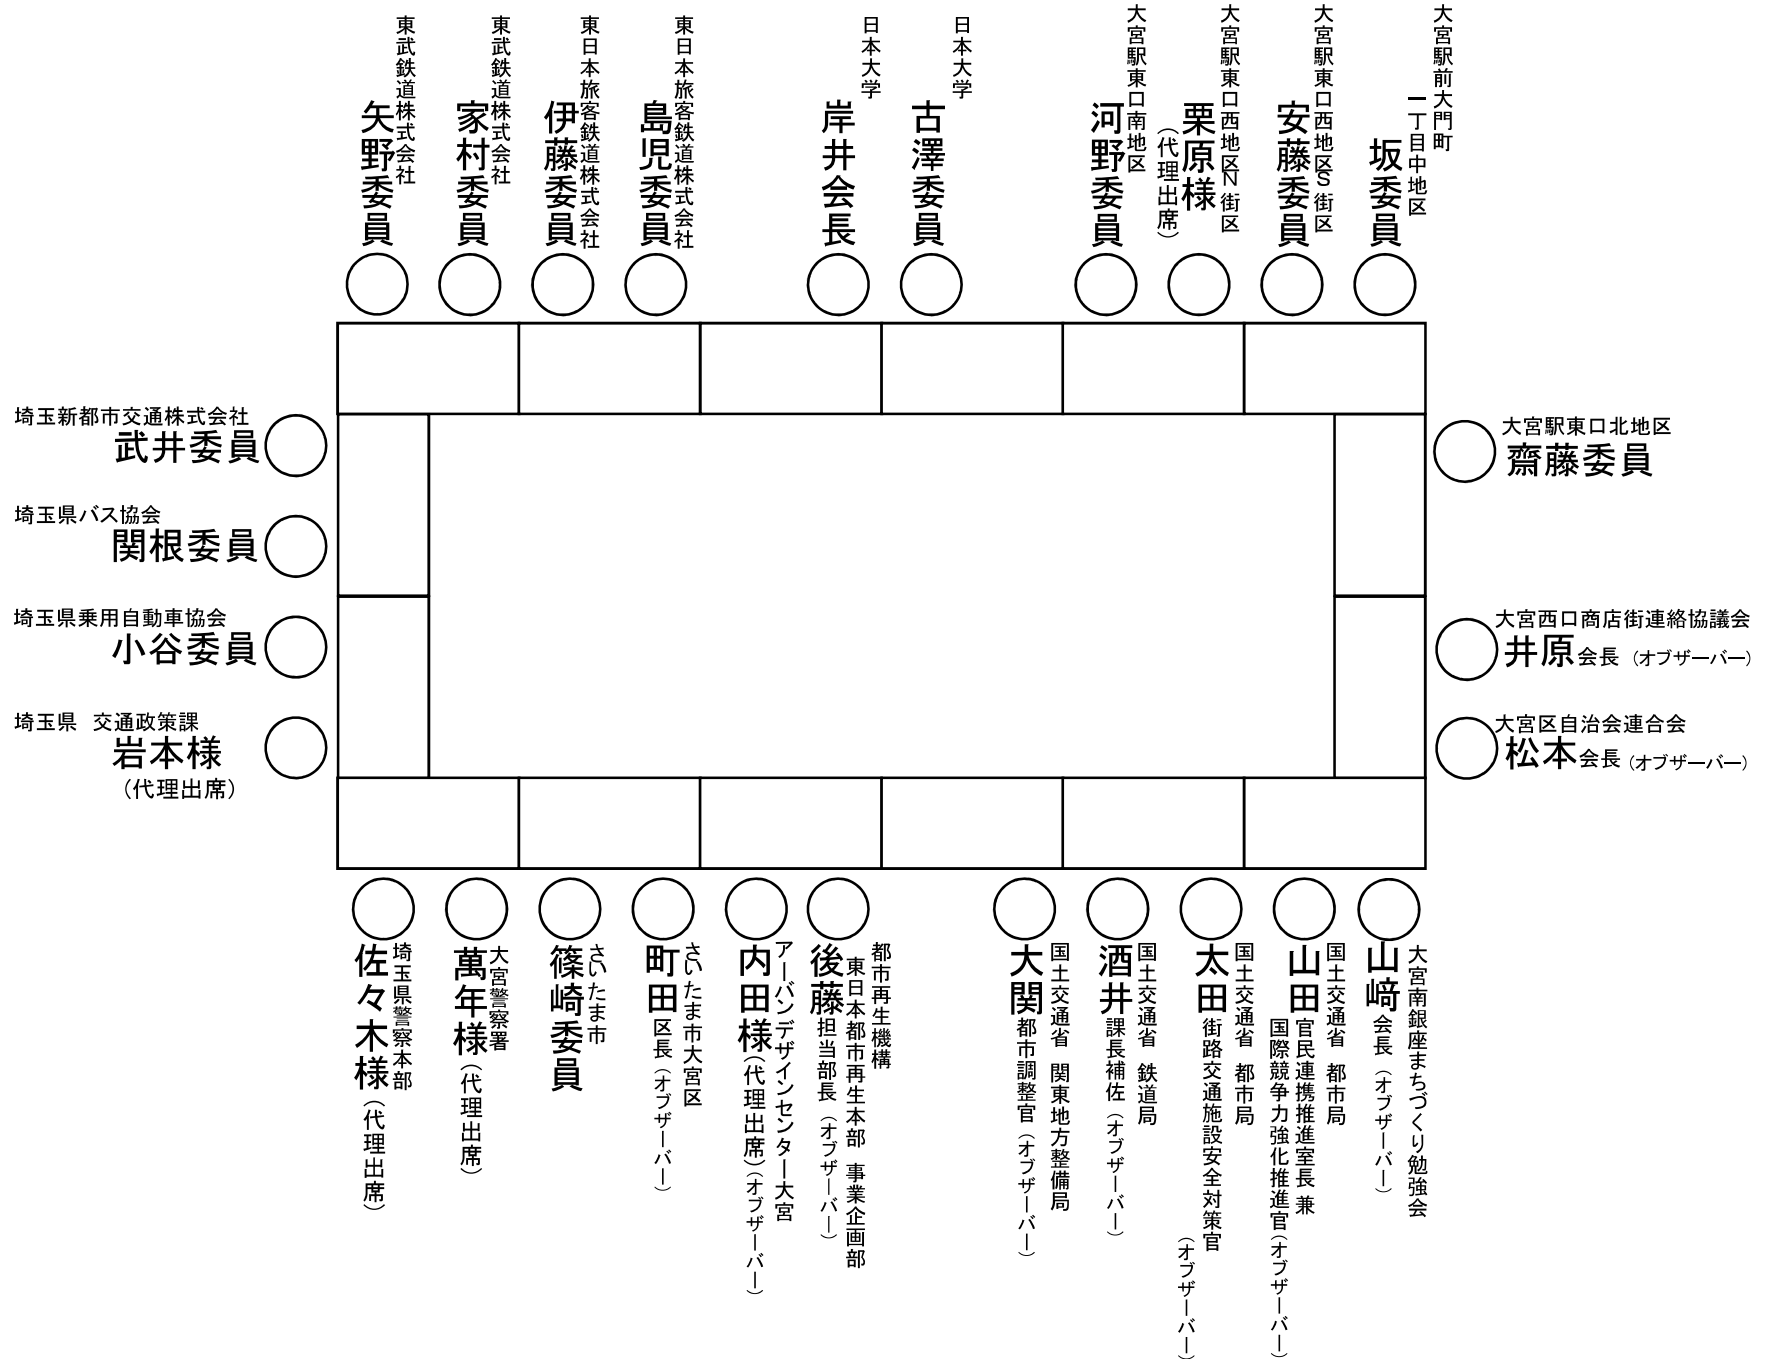 東武鉄道株式会社
矢野委員
東武鉄道株式会社
家村委員
東日本旅客鉄道株式会社
伊藤委員
東日本旅客鉄道株式会社
島児委員
日本大学
岸井会長
日本大学
古澤委員
大宮駅東口南地区
河野委員
大宮駅東口西地区N街区
栗原様
（代理出席）
大宮駅東口西地区S街区
安藤委員
大宮駅前大門町
一丁目中地区
坂委員
埼玉新都市交通株式会社
武井委員
埼玉県バス協会
関根委員
埼玉県乗用自動車協会
小谷委員
埼玉県　交通政策課
岩本様
（代理出席）
大宮駅東口北地区
齋藤委員
大宮西口商店街連絡協議会
井原会長（オブザーバー）
大宮区自治会連合会
松本会長（オブザーバー）
埼玉県警察本部
佐々木様（代理出席）
大宮警察署
萬年様（代理出席）
さいたま市
篠崎委員
さいたま市大宮区
町田区長（オブザーバー）
アーバンデザインセンター大宮
内田様（代理出席）（オブザーバー）
都市再生機構
東日本都市再生本部　事業企画部
後藤担当部長（オブザーバー）
国土交通省　関東地方整備局
大関都市調整官（オブザーバー）
国土交通省　鉄道局
酒井課長補佐（オブザーバー）
国土交通省　都市局
太田街路交通施設安全対策官
（オブザーバー）
国土交通省　都市局
山田官民連携推進室長 兼
国際競争力強化推進官（オブザーバー）
大宮南銀座まちづくり勉強会
山﨑会長（オブザーバー）